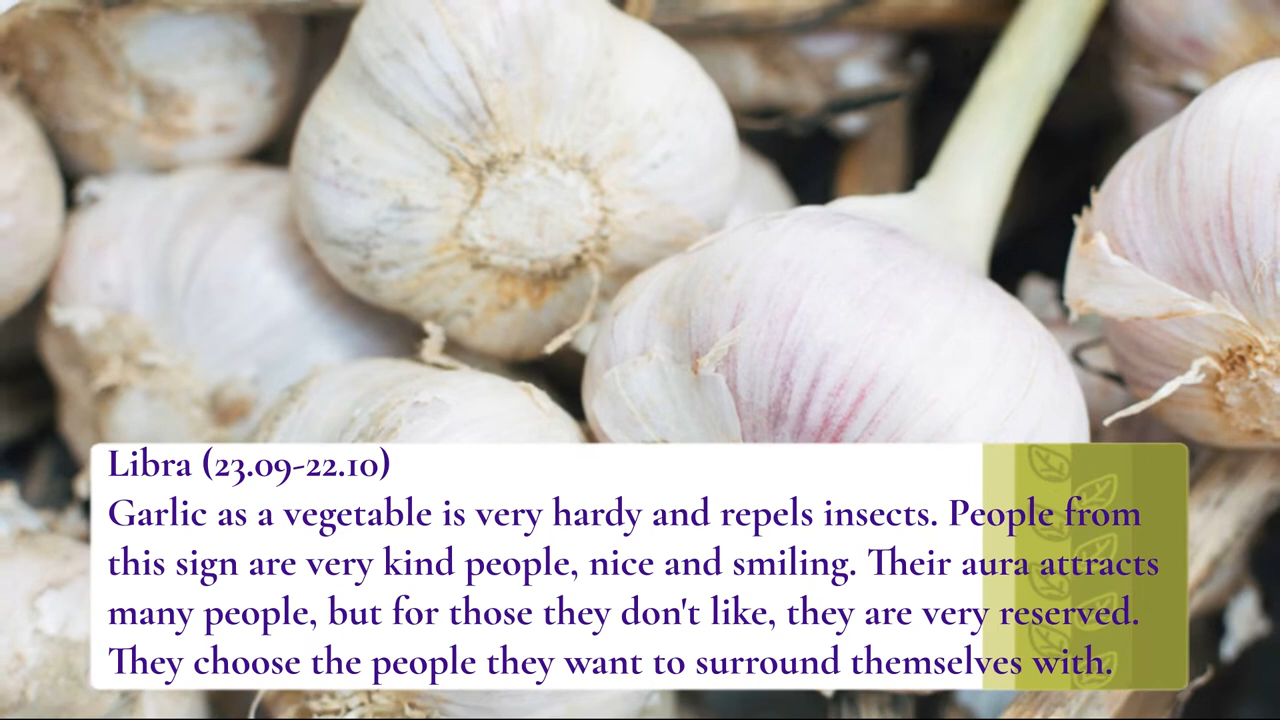 Libra (23.09-22.10)
Garlic as a vegetable is very hardy and repels insects. People from
this sign are very kind people, nice and smiling. Their aura attracts
many people, but for those they don't like, they are very reserved.
They choose the people they want to surround themselves with.